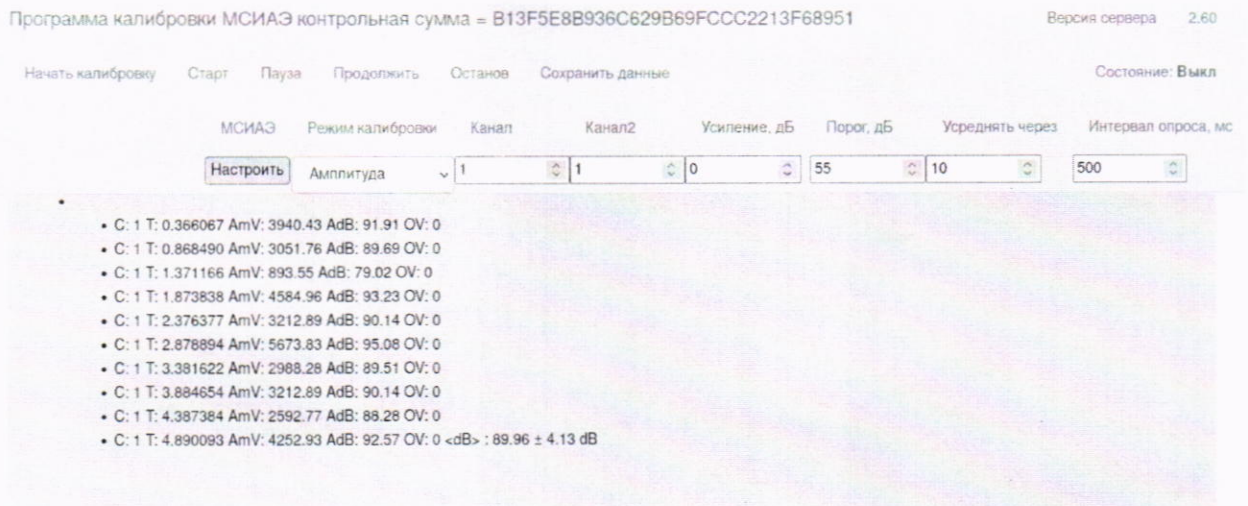 Программа калибровки МСИАЭ контрольная сумма = B13F5E8B936C629B69FCCC2213F68951 Версия сервера 2.60
Начать калибровку Старт Пауза Продолжить Останов Сохранить данные Состояние: Выкл
МСИАЭ Режим калибровки Канал Канал2 Усиление, дБ Порог, дБ Усреднять через Интервал опроса, мс
Настроить Амплитуда 1 1 0 55 10 500
• C: 1 T: 0.366067 AmV: 3940.43 AdB: 91.91 OV: 0
• C: 1 T: 0.868490 AmV: 3051.76 AdB: 89.69 OV: 0
• C: 1 T: 1.371166 AmV: 893.55 AdB: 79.02 OV: 0
• C: 1 T: 1.873838 AmV: 4584.96 AdB: 93.23 OV: 0
• C: 1 T: 2.376377 AmV: 3212.89 AdB: 90.14 OV: 0
• C: 1 T: 2.878894 AmV: 5673.83 AdB: 95.08 OV: 0
• C: 1 T: 3.381622 AmV: 2988.28 AdB: 89.51 OV: 0
• C: 1 T: 3.884654 AmV: 3212.89 AdB: 90.14 OV: 0
• C: 1 T: 4.387384 AmV: 2592.77 AdB: 88.28 OV: 0
• C: 1 T: 4.890093 AmV: 4252.93 AdB: 92.57 OV: 0 <dB> : 89.96 ± 4.13 dB